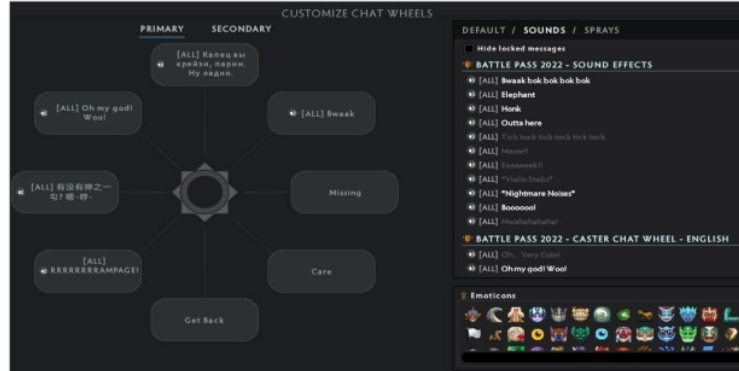 CUSTOMIZE CHAT WHEELS
PRIMARY SECONDARY
[ALL] Капец вы
крейзи, парни.
Ну ладно.
[ALL] Oh my god!
Woo!
[ALL] Bwaak
[ALL] 有没有神之一
句? 嗯-哼-
Missing
[ALL]
RRRRRRRRAMPAGE!
Care
Get Back
DEFAULT / SOUNDS / SPRAYS
Hide locked messages
BATTLE PASS 2022 - SOUND EFFECTS
[ALL] Bwaak bok bok bok bok
[ALL] Elephant
[ALL] Honk
[ALL] Outta here
[ALL] Tick tock tick tock tick tock
[ALL] Meow!!
[ALL] Eeeeeeek!!
[ALL] *Violin Stabs*
[ALL] *Nightmare Noises*
[ALL] Boooooo!
[ALL] Mwahahahaha!
BATTLE PASS 2022 - CASTER CHAT WHEEL - ENGLISH
[ALL] Oh... Very Cute!
[ALL] Oh my god! Woo!
Emoticons